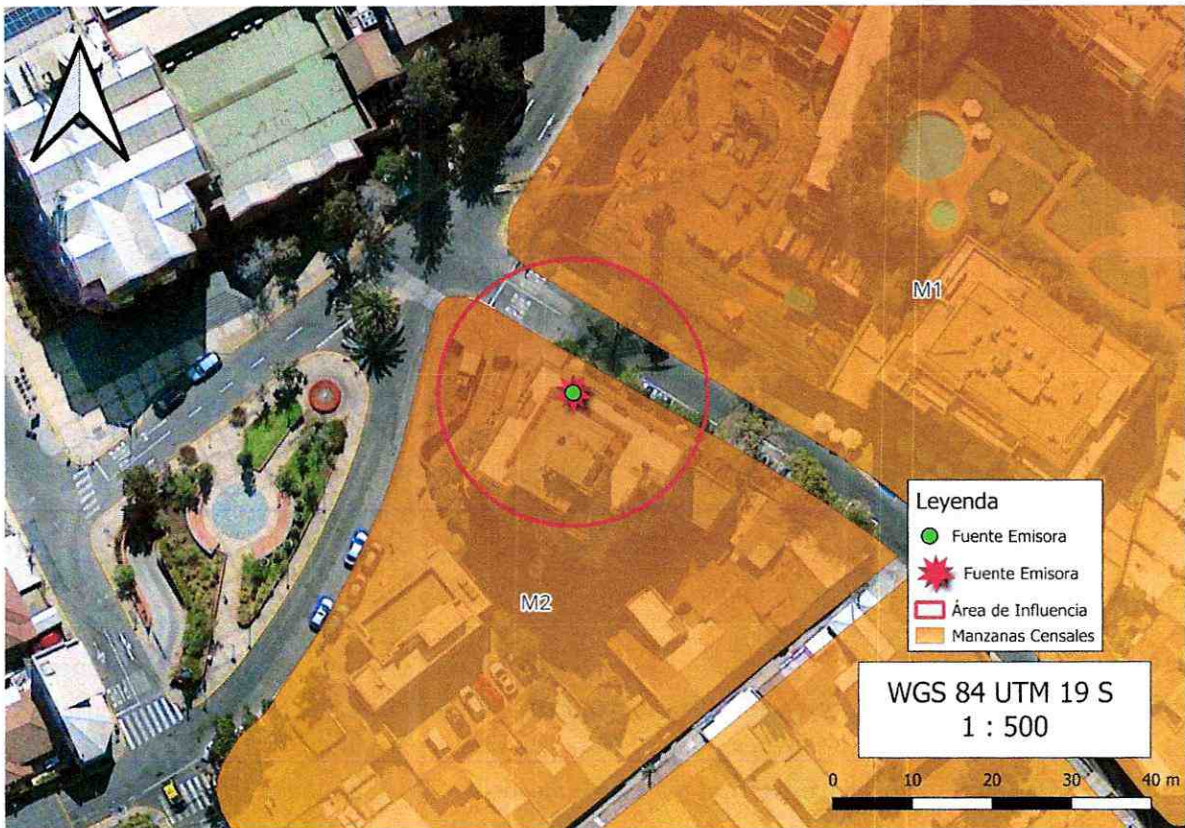 M1
M2
Leyenda
Fuente Emisora
Fuente Emisora
Área de Influencia
Manzanas Censales
WGS 84 UTM 19 S
1 : 500
0 10 20 30 40 m